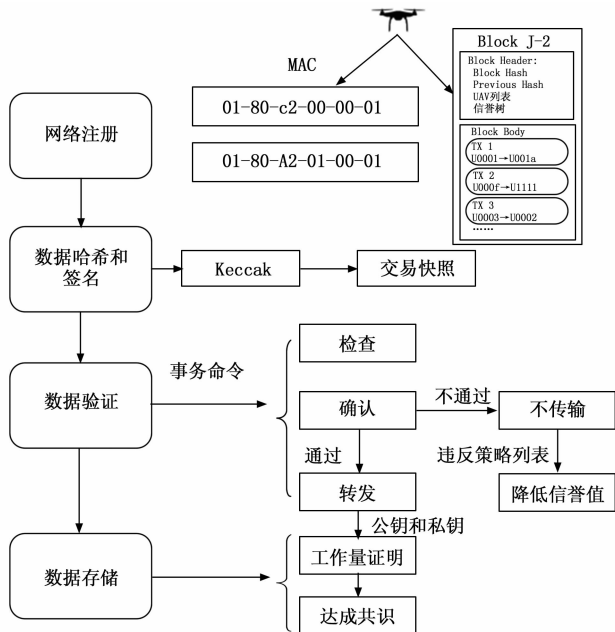 Block J-2
Block Header:
Block Hash
Previous Hash
UAV列表
信誉树
Block Body
TX 1
U0001→U001a
TX 2
U000f→U1111
TX 3
U0003→U0002
……
MAC
01-80-c2-00-00-01
01-80-A2-01-00-01
网络注册
数据哈希和
签名
Keccak
交易快照
数据验证
事务命令
检查
确认
不通过
不传输
通过
违反策略列表
转发
降低信誉值
公钥和私钥
数据存储
工作量证明
达成共识